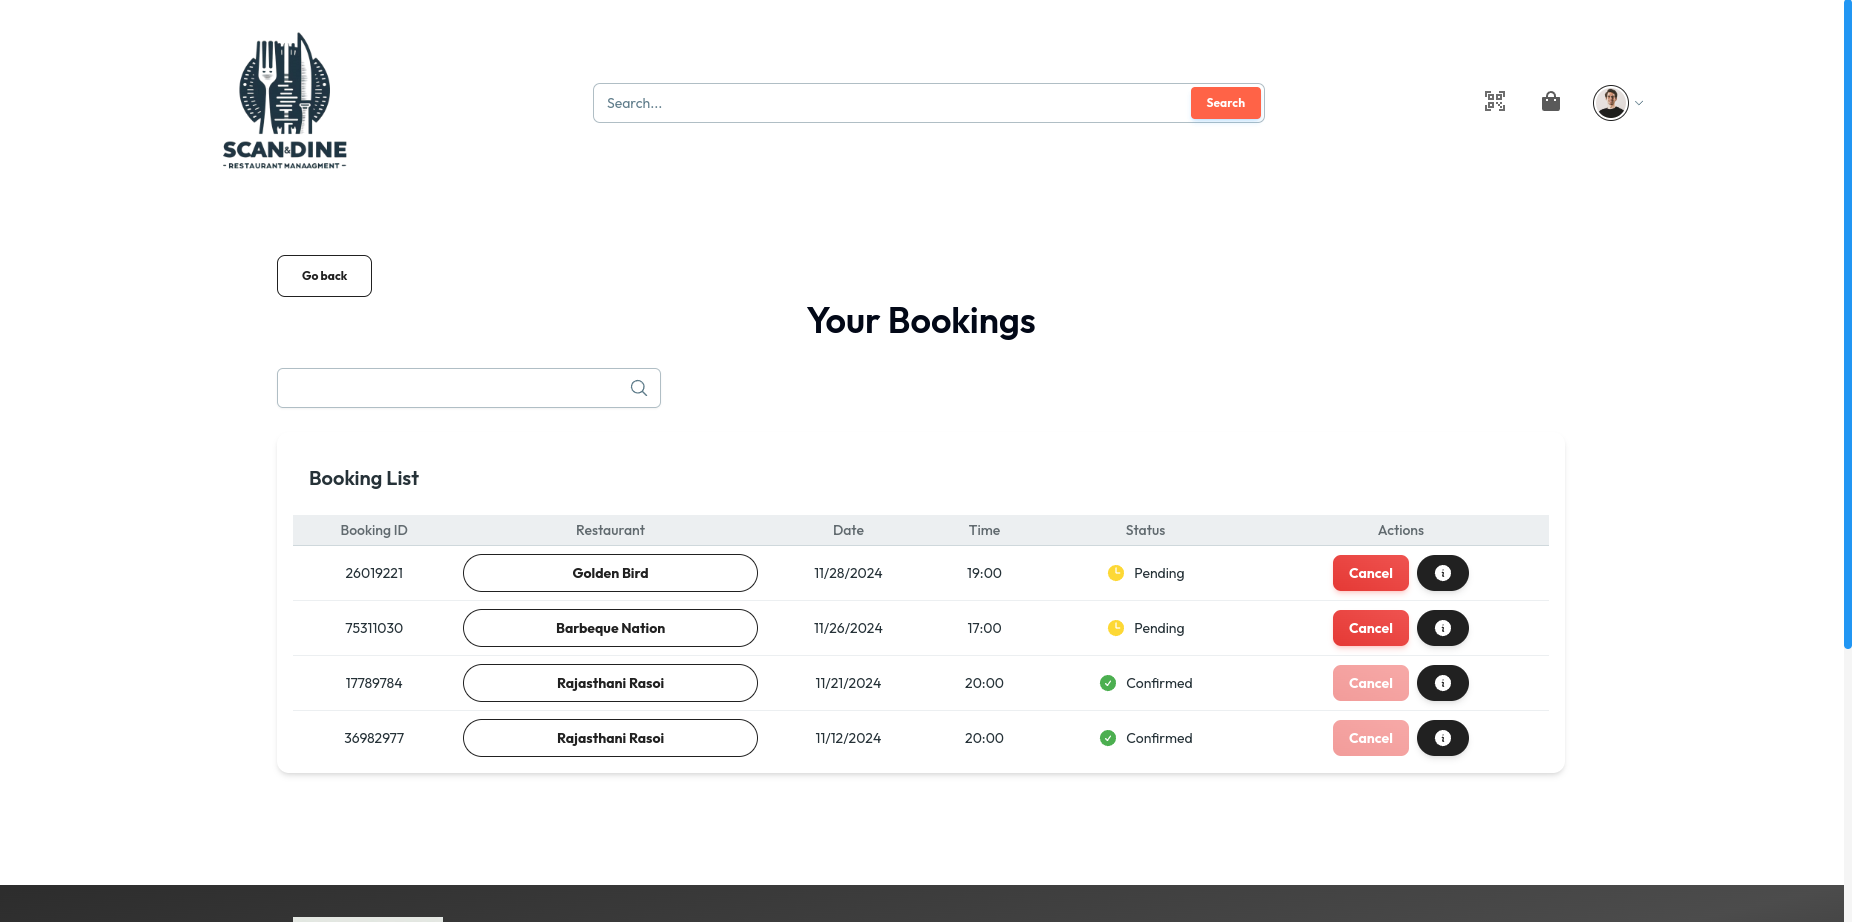 SCAN&DINE
- RESTAURANT MANAAGMENT -
Search...
Search
Go back
Your Bookings
Booking List
Booking ID Restaurant Date Time Status Actions
26019221 Golden Bird 11/28/2024 19:00 Pending Cancel
75311030 Barbeque Nation 11/26/2024 17:00 Pending Cancel
17789784 Rajasthani Rasoi 11/21/2024 20:00 Confirmed Cancel
36982977 Rajasthani Rasoi 11/12/2024 20:00 Confirmed Cancel